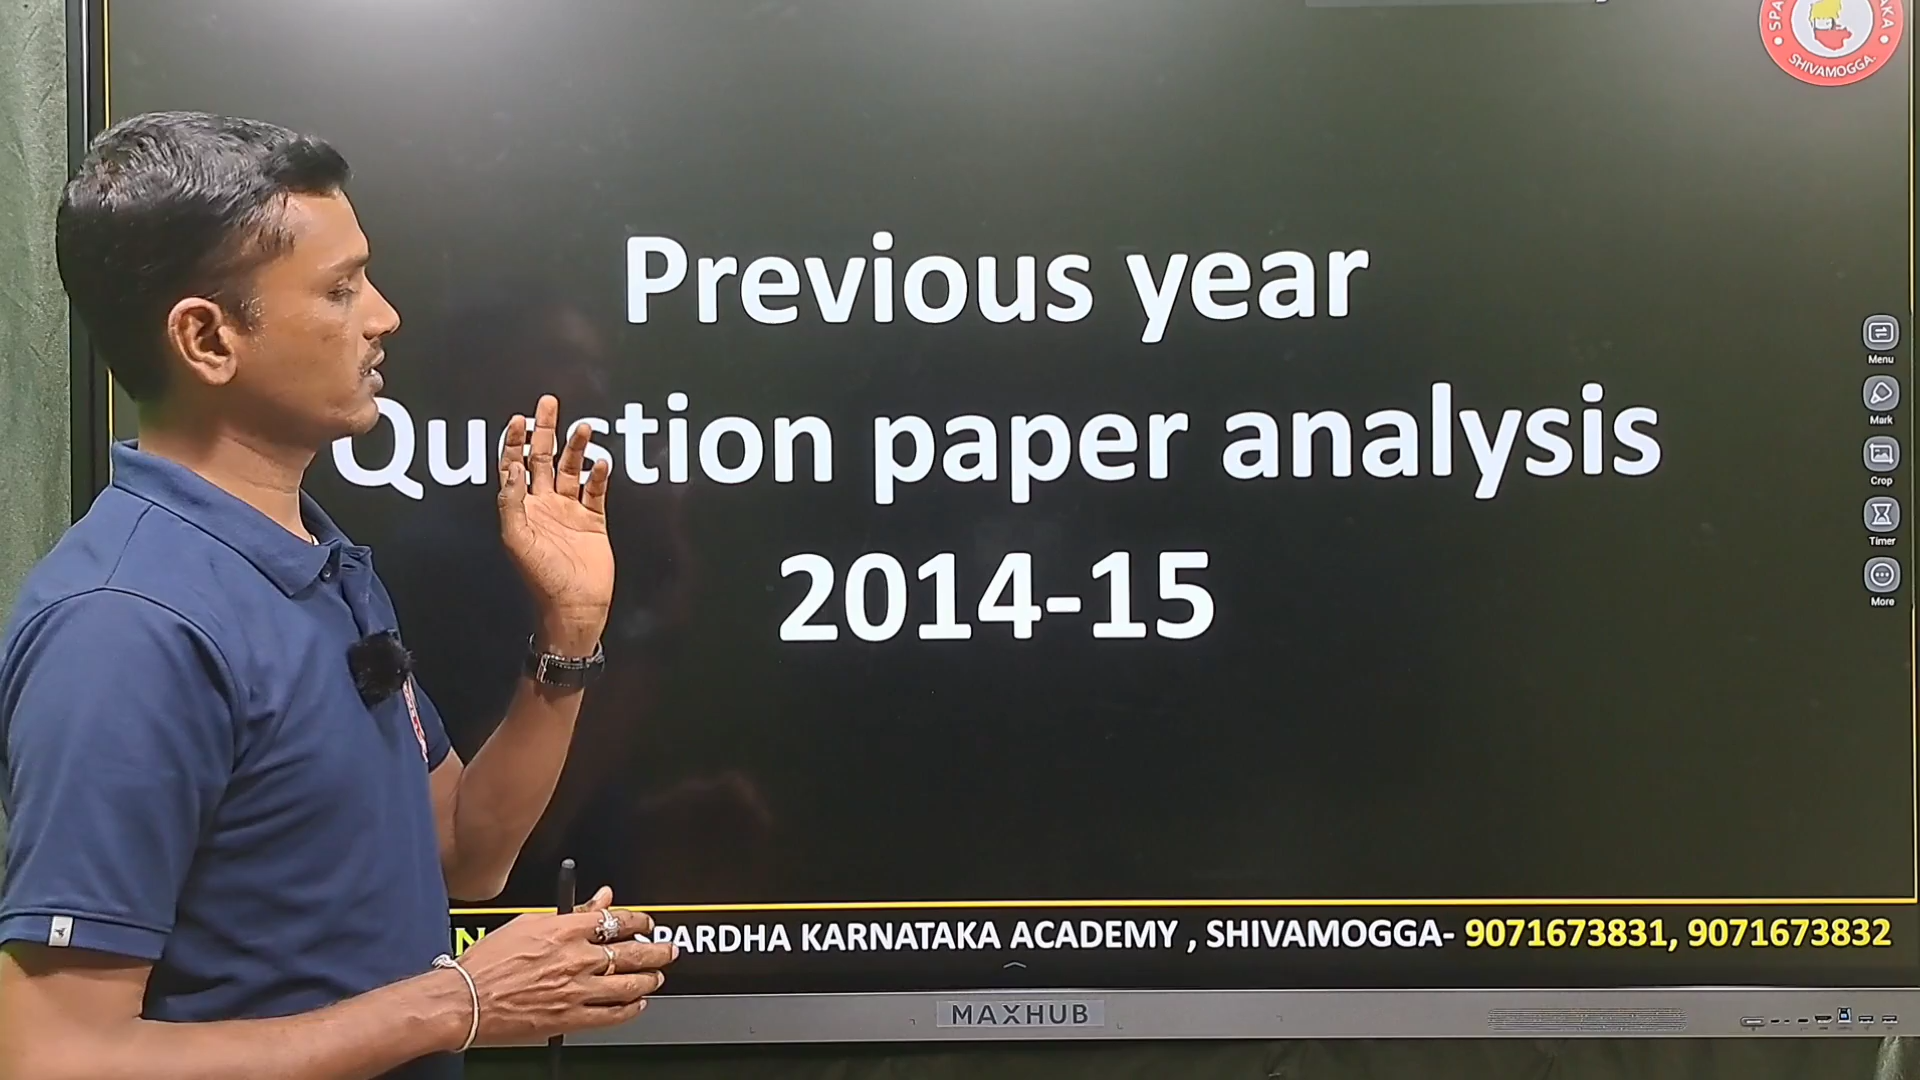 SHIVAMOGGA
Previous year
Question paper analysis
2014-15
Menu
Mark
Crop
Timer
More
SPARDHA KARNATAKA ACADEMY , SHIVAMOGGA- 9071673831, 9071673832
MAXHUB